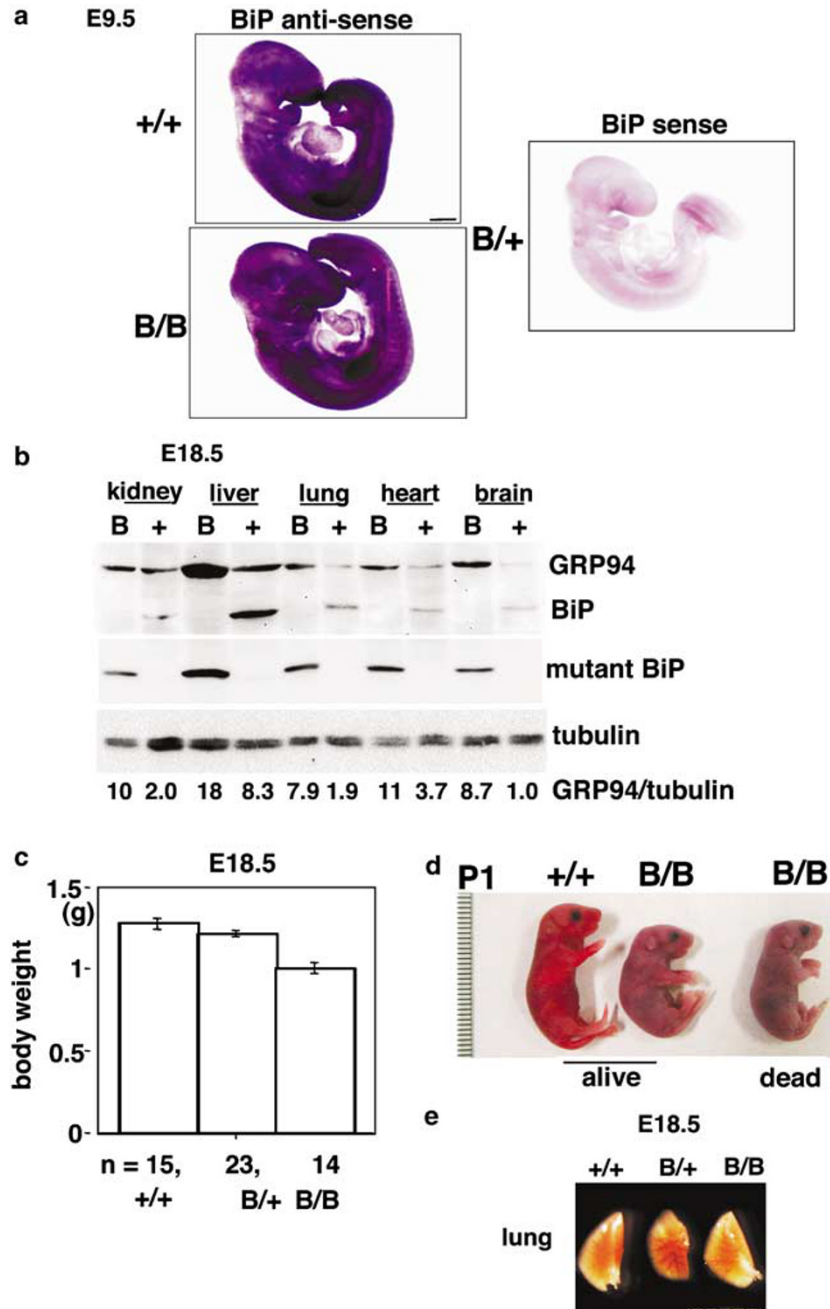 a E9.5 BiP anti-sense
+/+
BiP sense
B/+
B/B
b E18.5
kidney liver lung heart brain
B + B + B + B + B +
GRP94
BiP
mutant BiP
tubulin
10 2.0 18 8.3 7.9 1.9 11 3.7 8.7 1.0 GRP94/tubulin
c E18.5
1.5
(g)
1
0.5
0
body weight
n = 15, 23, 14
+/+ B/+ B/B
d P1 +/+ B/B B/B
alive dead
e E18.5
+/+ B/+ B/B
lung